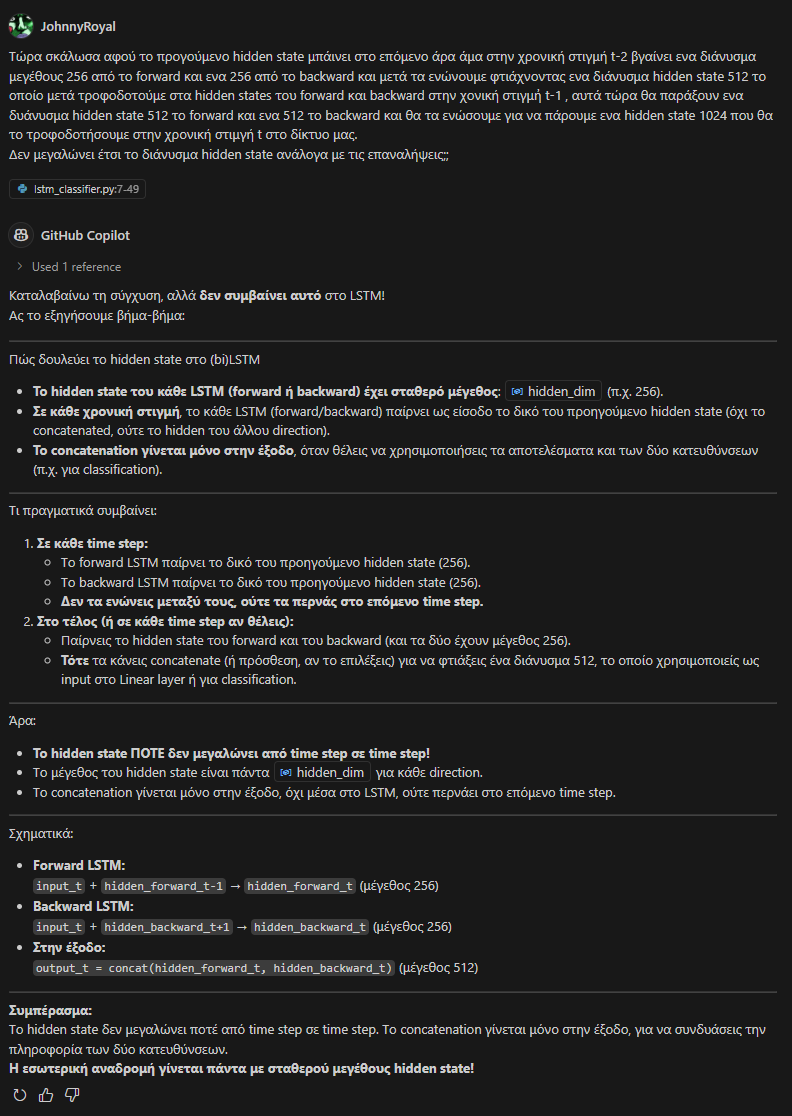 JohnnyRoyal
Τώρα σκάλωσα αφού το προγούμενο hidden state μπάινει στο επόμενο άρα άμα στην χρονική στιγμή t-2 βγαίνει ενα διάνυσμα
μεγέθους 256 από το forward και ενα 256 από το backward και μετά τα ενώνουμε φτιάχνοντας ενα διάνυσμα hidden state 512 το
οποίο μετά τροφοδοτούμε στα hidden states του forward και backward στην χονική στιγμή t-1 , αυτά τώρα θα παράξουν ενα
δυάνυσμα hidden state 512 το forward και ενα 512 το backward και θα τα ενώσουμε για να πάρουμε ενα hidden state 1024 που θα
το τροφοδοτήσουμε στην χρονική στιμγή t στο δίκτυο μας.
Δεν μεγαλώνει έτσι το διάνυσμα hidden state ανάλογα με τις επαναλήψεις;;
lstm_classifier.py:7-49
GitHub Copilot
Used 1 reference
Καταλαβαίνω τη σύγχυση, αλλά δεν συμβαίνει αυτό στο LSTM!
Ας το εξηγήσουμε βήμα-βήμα:
Πώς δουλεύει το hidden state στο (bi)LSTM
• Το hidden state του κάθε LSTM (forward ή backward) έχει σταθερό μέγεθος: hidden_dim (π.χ. 256).
• Σε κάθε χρονική στιγμή, το κάθε LSTM (forward/backward) παίρνει ως είσοδο το δικό του προηγούμενο hidden state (όχι το
concatenated, ούτε το hidden του άλλου direction).
• Το concatenation γίνεται μόνο στην έξοδο, όταν θέλεις να χρησιμοποιήσεις τα αποτελέσματα και των δύο κατευθύνσεων
(π.χ. για classification).
Τι πραγματικά συμβαίνει:
1. Σε κάθε time step:
○ Το forward LSTM παίρνει το δικό του προηγούμενο hidden state (256).
○ Το backward LSTM παίρνει το δικό του προηγούμενο hidden state (256).
○ Δεν τα ενώνεις μεταξύ τους, ούτε τα περνάς στο επόμενο time step.
2. Στο τέλος (ή σε κάθε time step αν θέλεις):
○ Παίρνεις το hidden state του forward και του backward (και τα δύο έχουν μέγεθος 256).
○ Τότε τα κάνεις concatenate (ή πρόσθεση, αν το επιλέξεις) για να φτιάξεις ένα διάνυσμα 512, το οποίο χρησιμοποιείς ως
input στο Linear layer ή για classification.
Άρα:
• Το hidden state ΠΟΤΕ δεν μεγαλώνει από time step σε time step!
• Το μέγεθος του hidden state είναι πάντα hidden_dim για κάθε direction.
• Το concatenation γίνεται μόνο στην έξοδο, όχι μέσα στο LSTM, ούτε περνάει στο επόμενο time step.
Σχηματικά:
• Forward LSTM:
input_t + hidden_forward_t-1 → hidden_forward_t (μέγεθος 256)
• Backward LSTM:
input_t + hidden_backward_t+1 → hidden_backward_t (μέγεθος 256)
• Στην έξοδο:
output_t = concat(hidden_forward_t, hidden_backward_t) (μέγεθος 512)
Συμπέρασμα:
Το hidden state δεν μεγαλώνει ποτέ από time step σε time step. Το concatenation γίνεται μόνο στην έξοδο, για να συνδυάσεις την
πληροφορία των δύο κατευθύνσεων.
Η εσωτερική αναδρομή γίνεται πάντα με σταθερού μεγέθους hidden state!